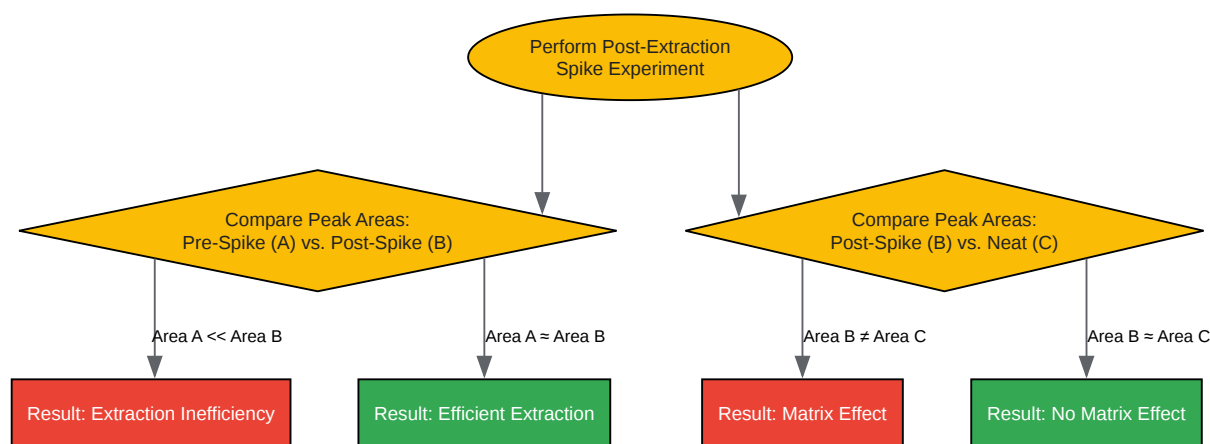 Perform Post-Extraction
Spike Experiment
Compare Peak Areas:
Pre-Spike (A) vs. Post-Spike (B)
Compare Peak Areas:
Post-Spike (B) vs. Neat (C)
Area A << Area B
Area A ≈ Area B
Area B ≠ Area C
Area B ≈ Area C
Result: Extraction Inefficiency
Result: Efficient Extraction
Result: Matrix Effect
Result: No Matrix Effect